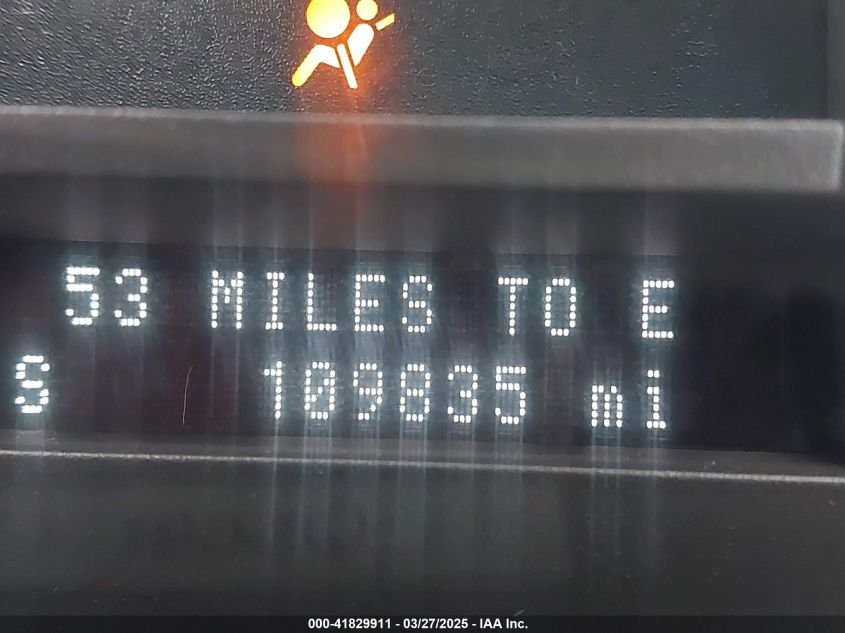 53 MILES TO E
S 109835 mi
000-41829911 - 03/27/2025 - IAA Inc.